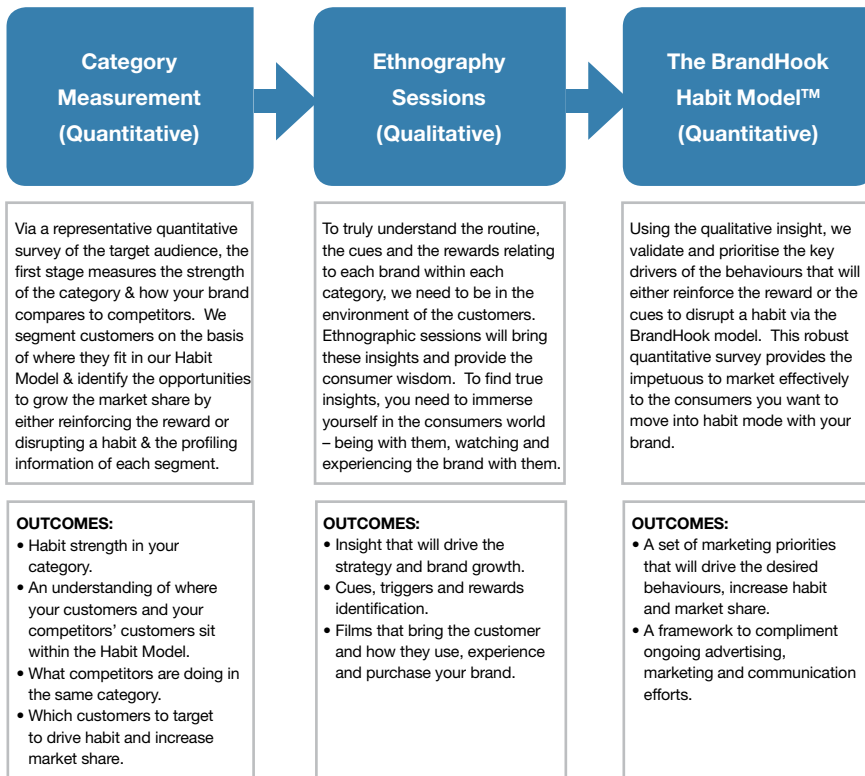 Category
Measurement
(Quantitative)
Ethnography
Sessions
(Qualitative)
The BrandHook
Habit Model™
(Quantitative)
Via a representative quantitative
survey of the target audience, the
first stage measures the strength
of the category & how your brand
compares to competitors. We
segment customers on the basis
of where they fit in our Habit
Model & identify the opportunities
to grow the market share by
either reinforcing the reward or
disrupting a habit & the profiling
information of each segment.
To truly understand the routine,
the cues and the rewards relating
to each brand within each
category, we need to be in the
environment of the customers.
Ethnographic sessions will bring
these insights and provide the
consumer wisdom. To find true
insights, you need to immerse
yourself in the consumers world
– being with them, watching and
experiencing the brand with them.
Using the qualitative insight, we
validate and prioritise the key
drivers of the behaviours that will
either reinforce the reward or the
cues to disrupt a habit via the
BrandHook model. This robust
quantitative survey provides the
impetuous to market effectively
to the consumers you want to
move into habit mode with your
brand.
OUTCOMES:
• Habit strength in your
category.
• An understanding of where
your customers and your
competitors’ customers sit
within the Habit Model.
• What competitors are doing in
the same category.
• Which customers to target
to drive habit and increase
market share.
OUTCOMES:
• Insight that will drive the
strategy and brand growth.
• Cues, triggers and rewards
identification.
• Films that bring the customer
and how they use, experience
and purchase your brand.
OUTCOMES:
• A set of marketing priorities
that will drive the desired
behaviours, increase habit
and market share.
• A framework to compliment
ongoing advertising,
marketing and communication
efforts.